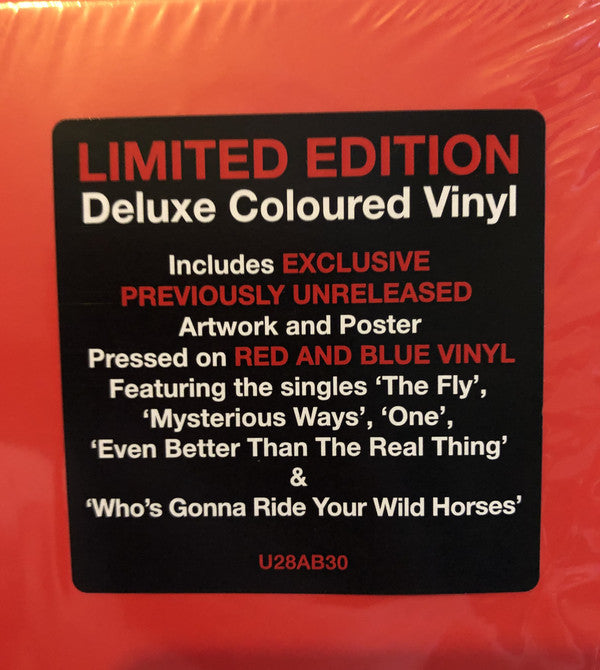 LIMITED EDITION
Deluxe Coloured Vinyl
Includes EXCLUSIVE
PREVIOUSLY UNRELEASED
Artwork and Poster
Pressed on RED AND BLUE VINYL
Featuring the singles ‘The Fly’,
‘Mysterious Ways’, ‘One’,
‘Even Better Than The Real Thing’
&
‘Who’s Gonna Ride Your Wild Horses’
U28AB30